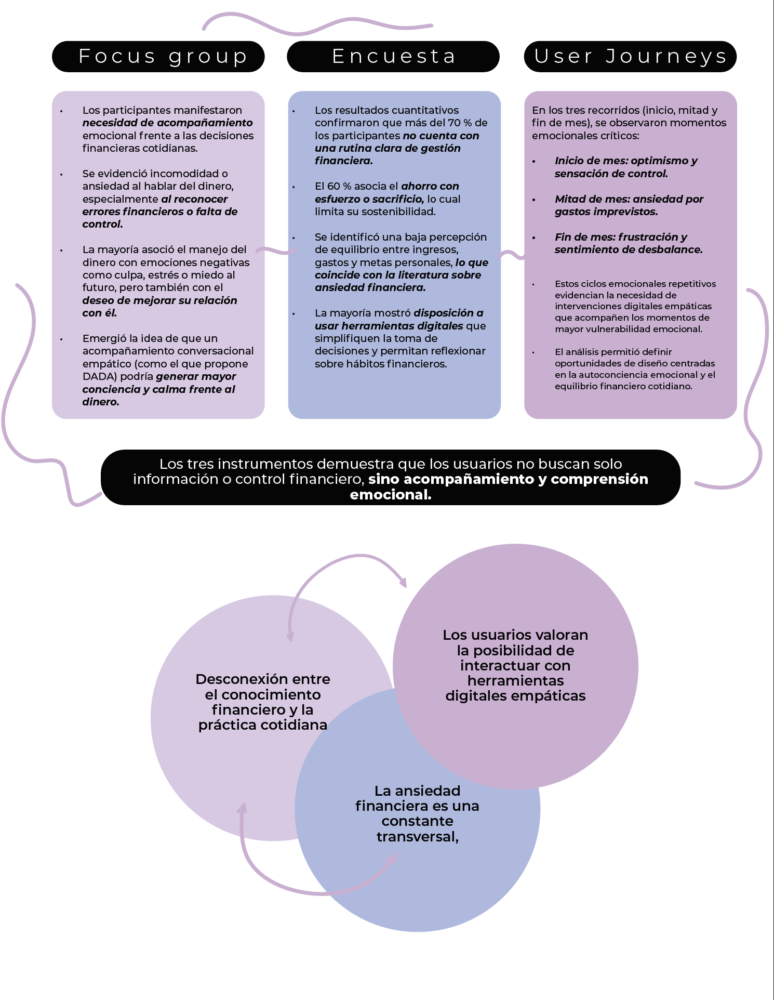 Focus group
• Los participantes manifestaron
necesidad de acompañamiento
emocional frente a las decisiones
financieras cotidianas.
• Se evidenció incomodidad o
ansiedad al hablar del dinero,
especialmente al reconocer
errores financieros o falta de
control.
• La mayoría asoció el manejo del
dinero con emociones negativas
como culpa, estrés o miedo al
futuro, pero también con el
deseo de mejorar su relación
con él.
• Emergió la idea de que un
acompañamiento conversacional
empático (como el que propone
DADA) podría generar mayor
conciencia y calma frente al
dinero.
Encuesta
• Los resultados cuantitativos
confirmaron que más del 70 % de
los participantes no cuenta con
una rutina clara de gestión
financiera.
• El 60 % asocia el ahorro con
esfuerzo o sacrificio, lo cual
limita su sostenibilidad.
• Se identificó una baja percepción
de equilibrio entre ingresos,
gastos y metas personales, lo que
coincide con la literatura sobre
ansiedad financiera.
• La mayoría mostró disposición a
usar herramientas digitales que
simplifiquen la toma de
decisiones y permitan reflexionar
sobre hábitos financieros.
User Journeys
En los tres recorridos (inicio, mitad y
fin de mes), se observaron momentos
emocionales críticos:
• Inicio de mes: optimismo y
sensación de control.
• Mitad de mes: ansiedad por
gastos imprevistos.
• Fin de mes: frustración y
sentimiento de desbalance.
• Estos ciclos emocionales repetitivos
evidencian la necesidad de
intervenciones digitales empáticas
que acompañen los momentos de
mayor vulnerabilidad emocional.
• El análisis permitió definir
oportunidades de diseño centradas
en la autoconciencia emocional y el
equilibrio financiero cotidiano.
Los tres instrumentos demuestra que los usuarios no buscan solo
información o control financiero, sino acompañamiento y comprensión
emocional.
Los usuarios valoran
la posibilidad de
interactuar con
herramientas
digitales empáticas
Desconexión entre
el conocimiento
financiero y la
práctica cotidiana
La ansiedad
financiera es una
constante
transversal,